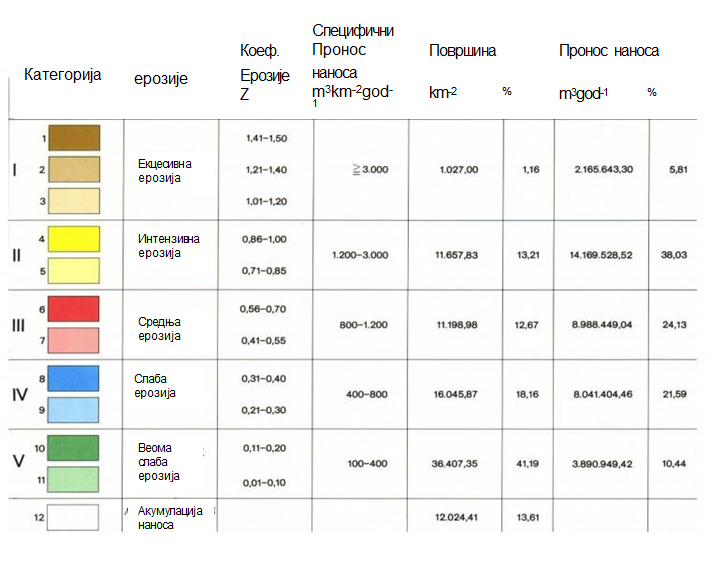 Категорија ерозије
Коеф.
Ерозије
Z
Специфични
Пронос
наноса
m3km-2god-
1
Површина
km-2 %
Пронос наноса
m3god-1 %
I
1 1,41–1,50
2 Екцесивна ерозија 1,21–1,40 ≧3.000 1.027,00 1,16 2.165.643,30 5,81
3 1,01–1,20
II
4 Интензивна 0,86–1,00
ерозија 1.200–3.000 11.657,83 13,21 14.169.528,52 38,03
5 0,71–0,85
III
6 0,56–0,70
Средња 800–1.200 11.198,98 12,67 8.988.449,04 24,13
7 ерозија 0,41–0,55
IV
8 Слаба 0,31–0,40
ерозија 400–800 16.045,87 18,16 8.041.404,46 21,59
9 0,21–0,30
V
10 Веома 0,11–0,20
слаба 100–400 36.407,35 41,19 3.890.949,42 10,44
11 ерозија 0,01–0,10
12 Акумулација 12.024,41 13,61
наноса